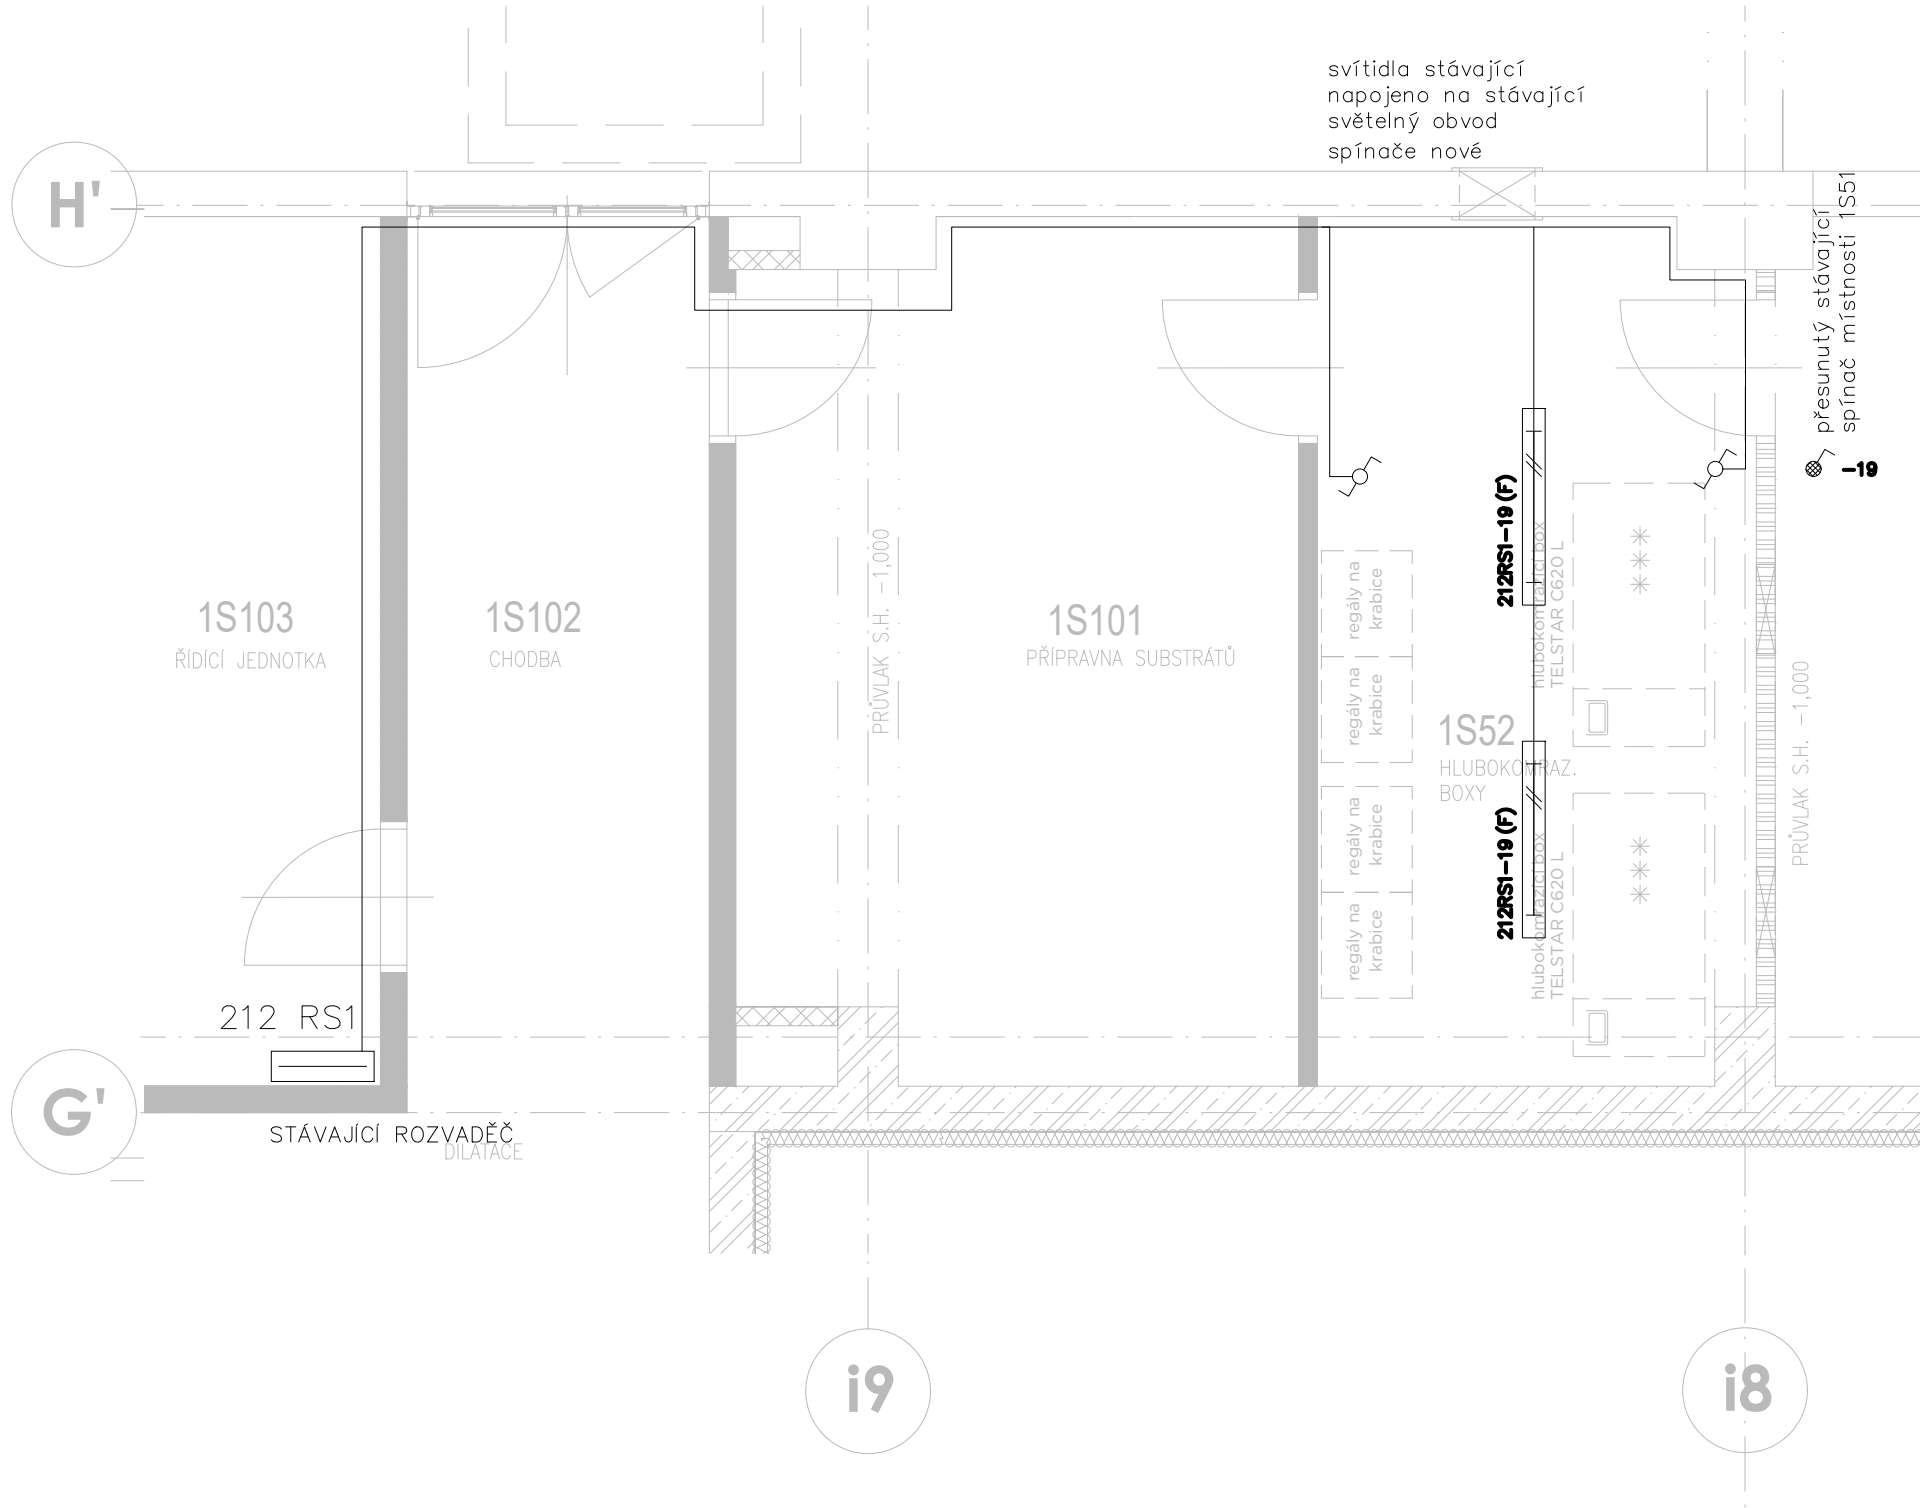 svítidla stávající
napojeno na stávající
světelný obvod
spínače nové
H'
přesunutý stávající
spínač místnosti 1S51
-19
212RS1-19(F)
hlubokomrazící box
TELSTAR C620 L
1S103
ŘÍDÍCÍ JEDNOTKA
1S102
CHODBA
PRŮVLAK S.H. -1,000
1S101
PŘÍPRAVNA SUBSTRÁTŮ
regály na
krabice
regály na
krabice
1S52
HLUBOKOMRAZ.
BOXY
PRŮVLAK S.H. -1,000
regály na
krabice
regály na
krabice
212RS1-19(F)
hlubokomrazící box
TELSTAR C620 L
212 RS1
G'
STÁVAJÍCÍ ROZVADĚČ
DILATACE
i9
i8